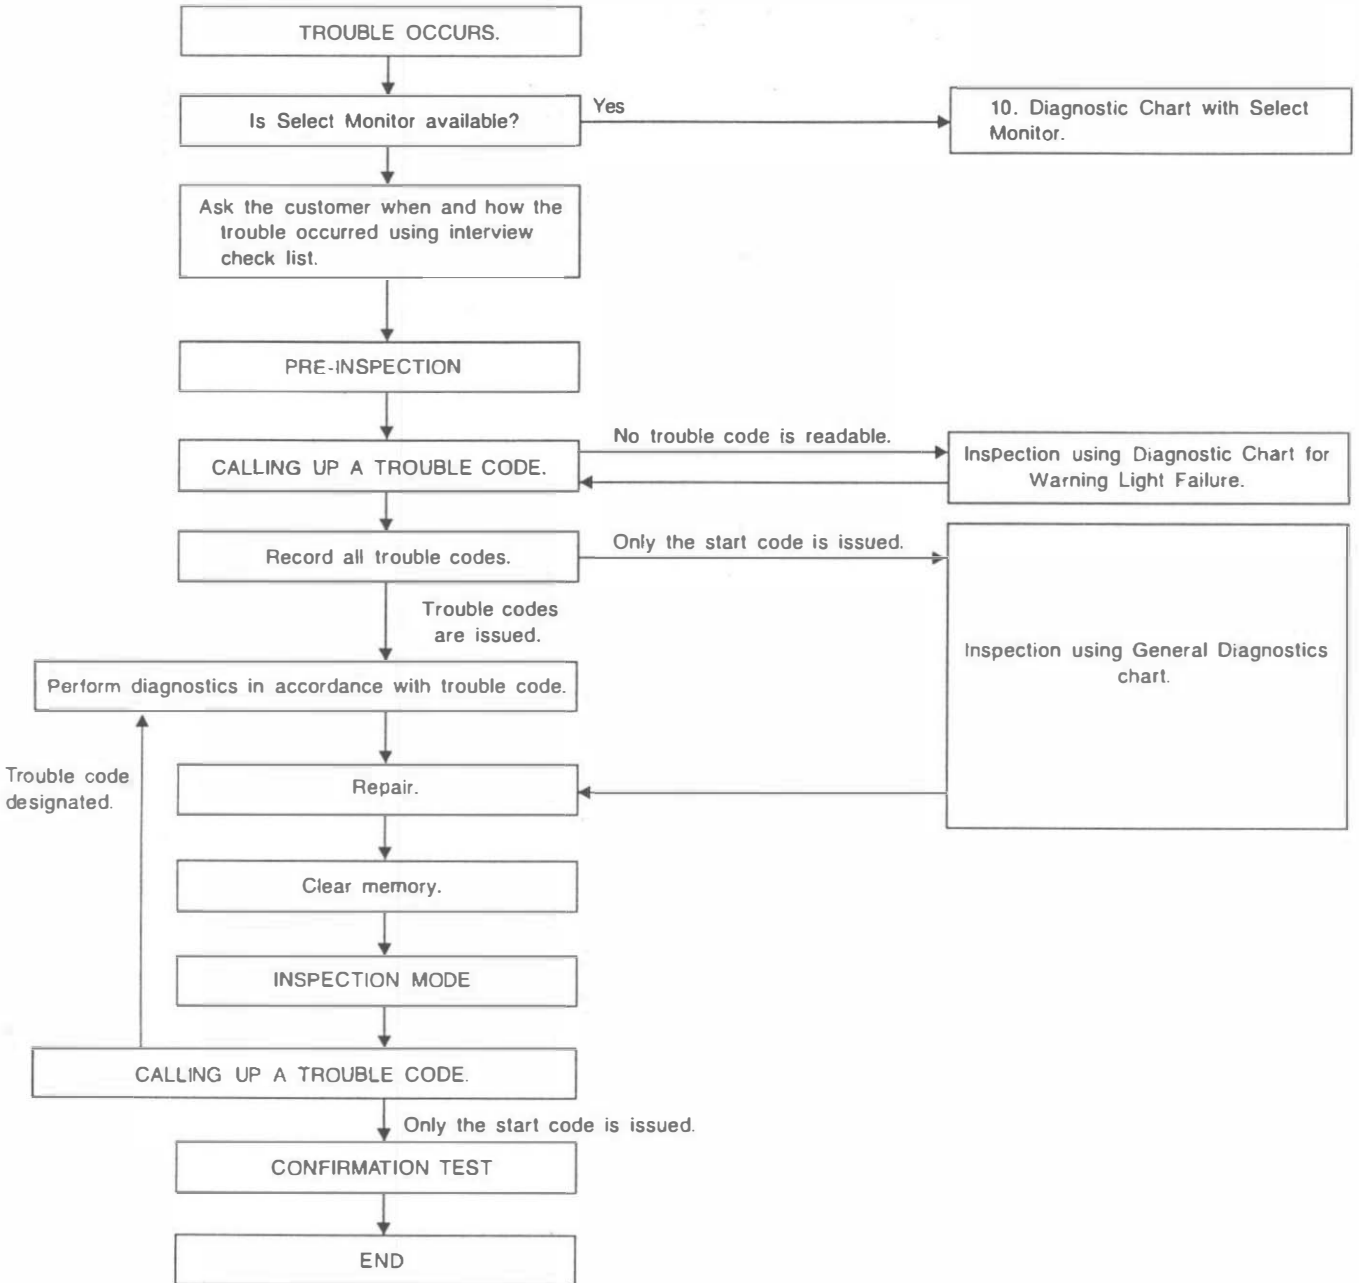 TROUBLE OCCURS.
Is Select Monitor available?
Yes
10. Diagnostic Chart with Select
Monitor.
Ask the customer when and how the
trouble occurred using interview
check list.
PRE-INSPECTION
CALLING UP A TROUBLE CODE.
No trouble code is readable.
Inspection using Diagnostic Chart for
Warning Light Failure.
Record all trouble codes.
Only the start code is issued.
Trouble codes
are issued.
Inspection using General Diagnostics
chart.
Perform diagnostics in accordance with trouble code.
Trouble code
designated.
Repair.
Clear memory.
INSPECTION MODE
CALLING UP A TROUBLE CODE.
Only the start code is issued.
CONFIRMATION TEST
END